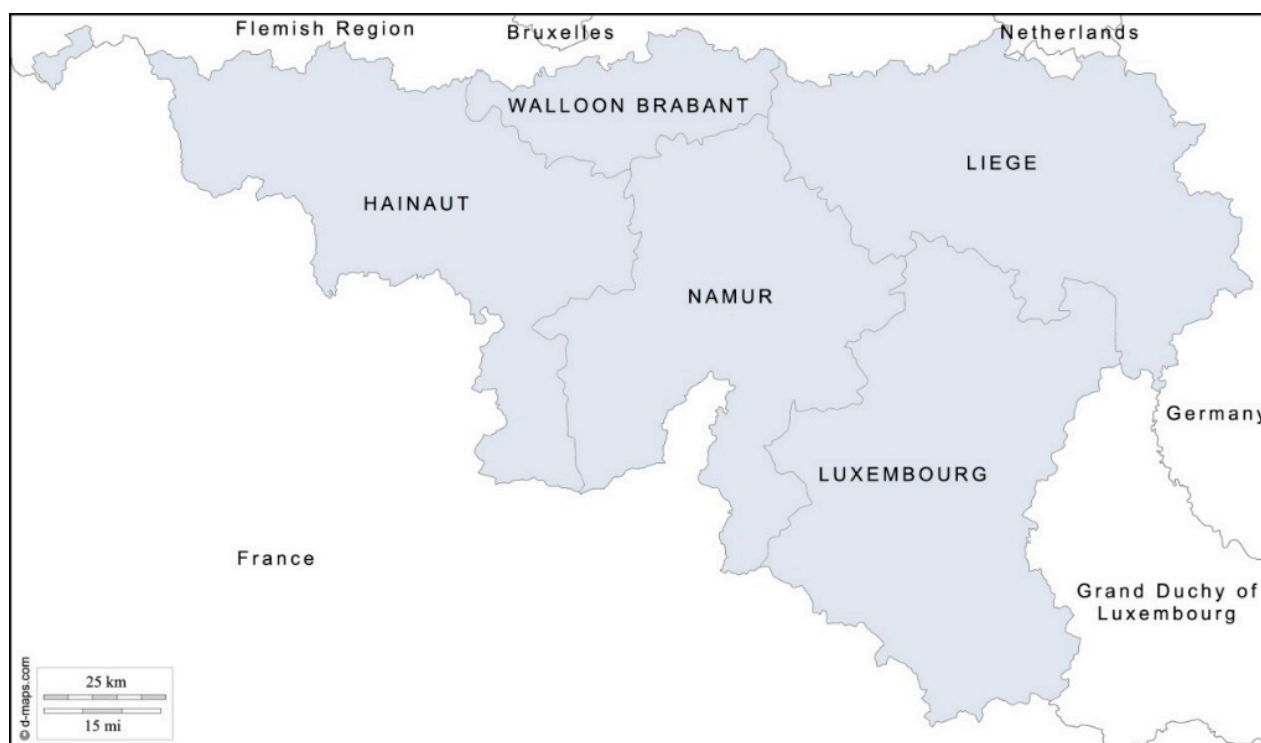 Flemish Region
Bruxelles
Netherlands
WALLOON BRABANT
LIEGE
HAINAUT
NAMUR
Germany
LUXEMBOURG
France
Grand Duchy of
Luxembourg
25 km
15 mi
© d-maps.com